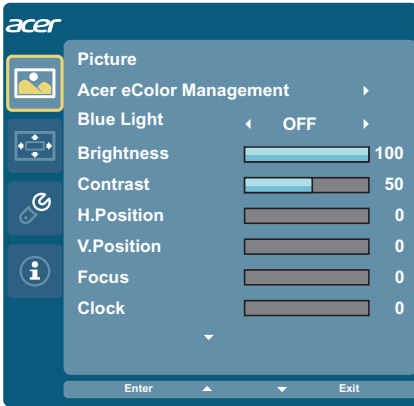 acer
Picture
Acer eColor Management
Blue Light OFF
Brightness 100
Contrast 50
H.Position 0
V.Position 0
Focus 0
Clock 0
Enter Exit